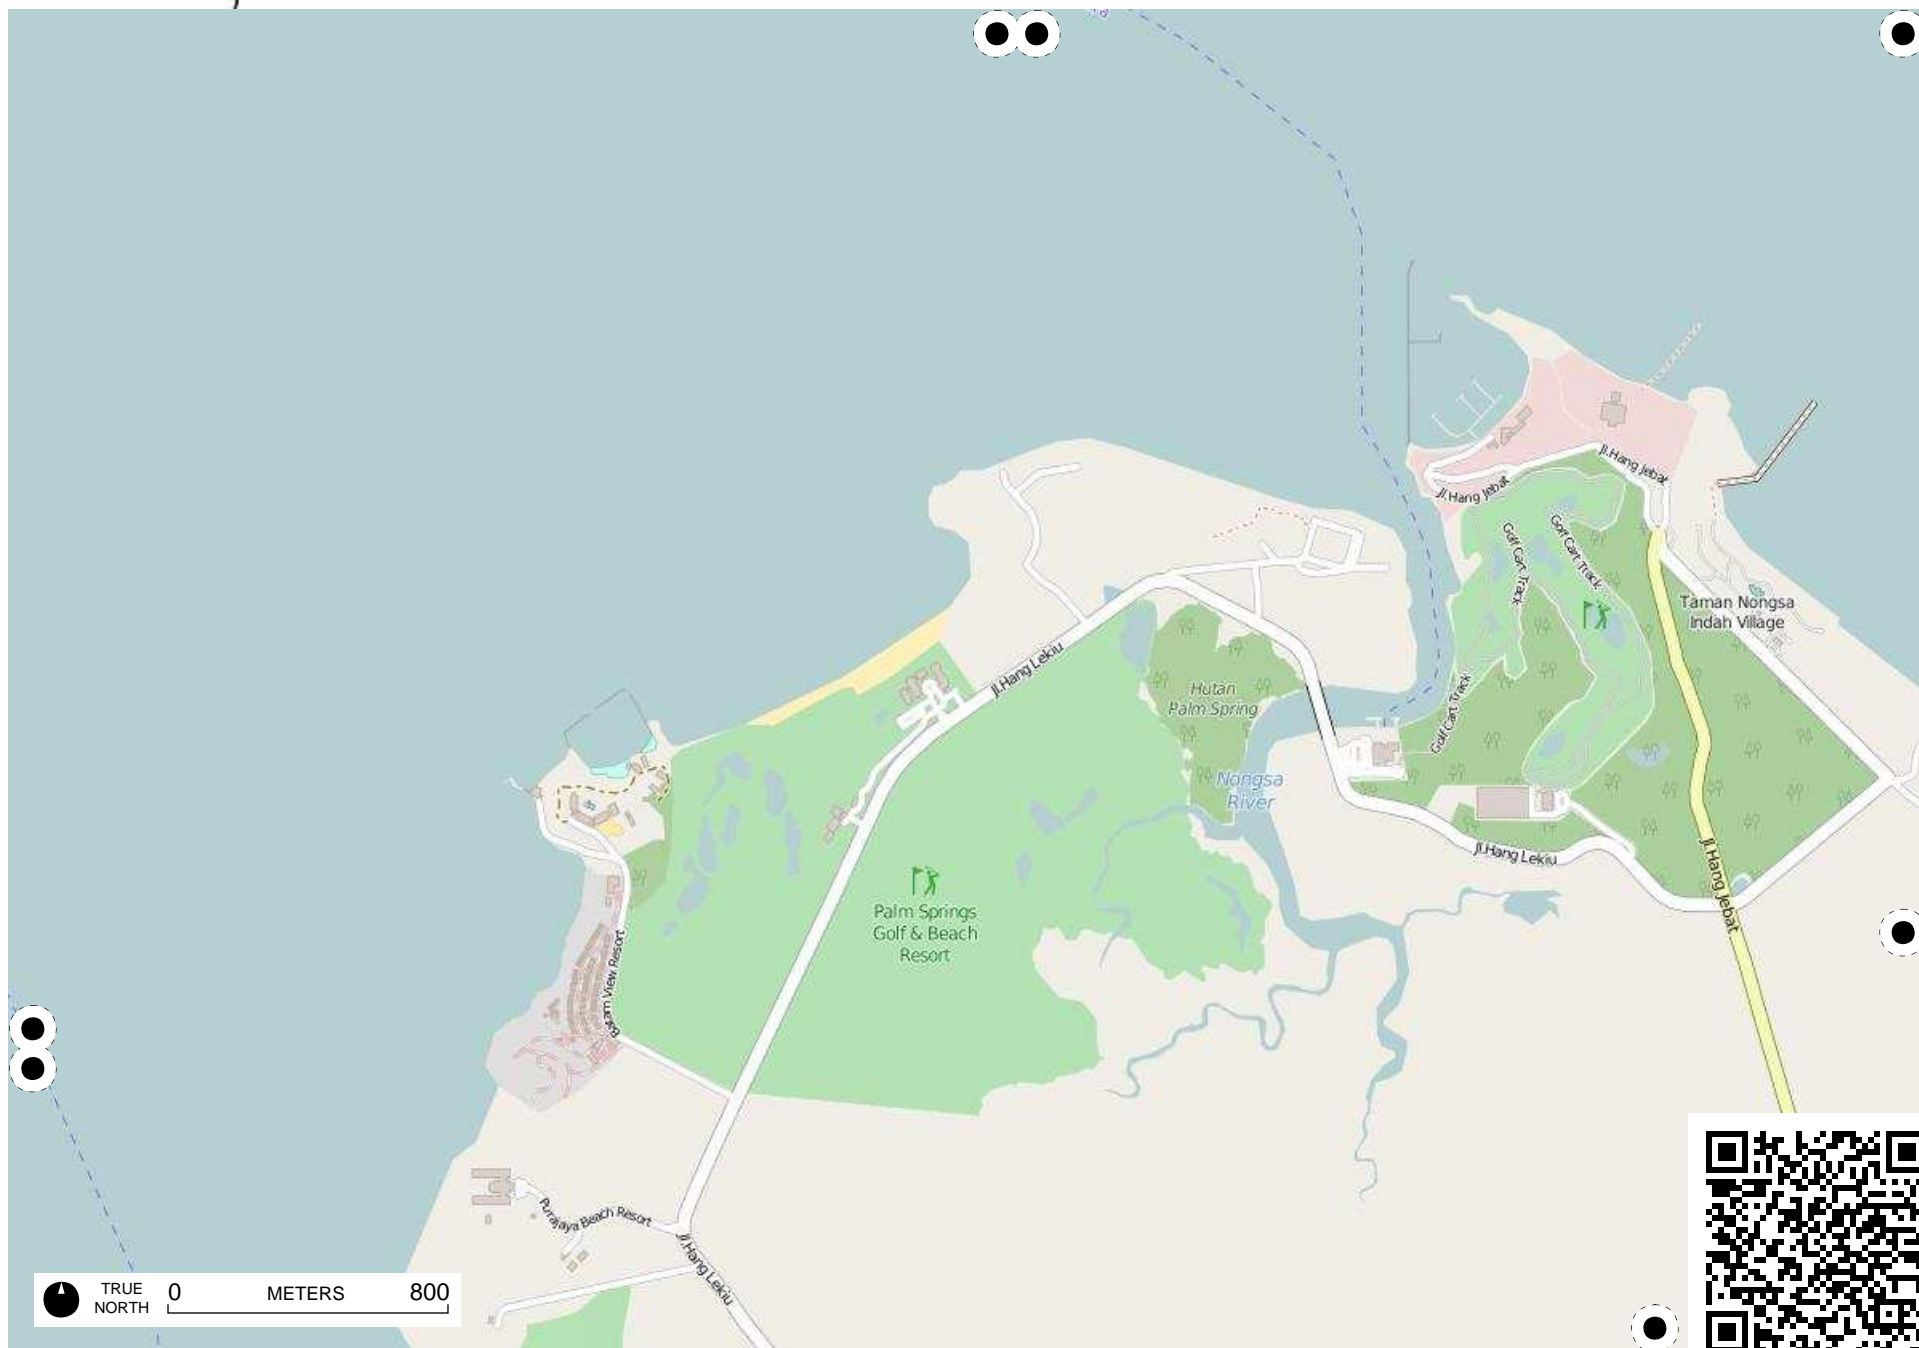 Jl.Hang Jebat
Jl.Hang Jebat
Golf Cart Track
Golf Cart Track
Taman Nongsa
Indah Village
Jl.Hang Lekiu
Hutan
Palm Spring
Golf Cart Track
Nongsa
River
Jl.Hang Lekiu
Jl.Hang Jebat
Palm Springs
Golf & Beach
Resort
Batam View Resort
Purajaya Beach Resort
Jl.Hang Lekiu
TRUE
NORTH
0 METERS 800